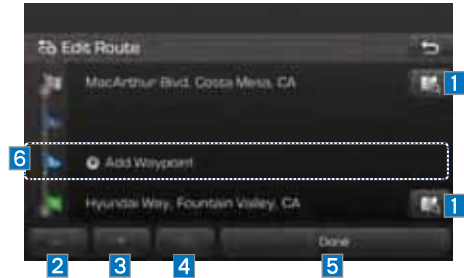 Edit Route
MacArthur Blvd, Costa Mesa, CA
1
6
Add Waypoint
Hyundai Way, Fountain Valley, CA
1
Done
2
3
4
5